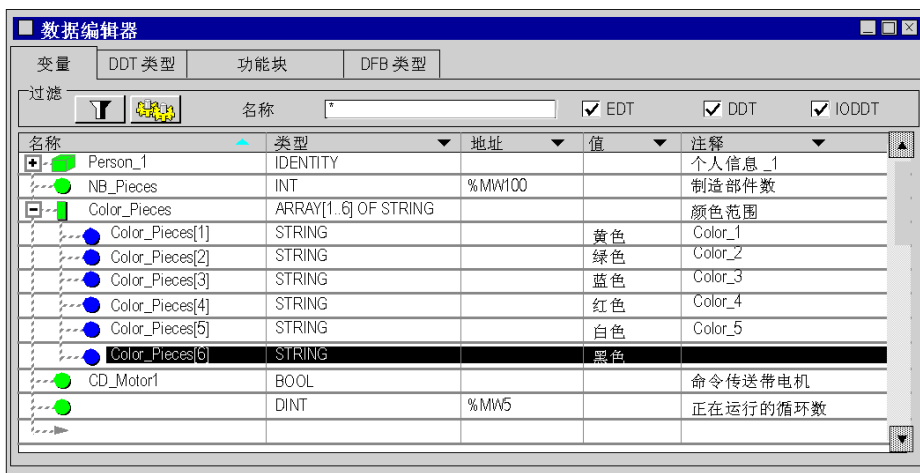 数据编辑器
变量 DDT 类型 功能块 DFB 类型
过滤
名称 * EDT DDT IODDT
名称 类型 地址 值 注释
Person_1 IDENTITY 个人信息 _1
NB_Pieces INT %MW100 制造部件数
Color_Pieces ARRAY[1..6] OF STRING 颜色范围
Color_Pieces[1] STRING 黄色 Color_1
Color_Pieces[2] STRING 绿色 Color_2
Color_Pieces[3] STRING 蓝色 Color_3
Color_Pieces[4] STRING 红色 Color_4
Color_Pieces[5] STRING 白色 Color_5
Color_Pieces[6] STRING 黑色
CD_Motor1 BOOL 命令传送带电机
DINT %MW5 正在运行的循环数